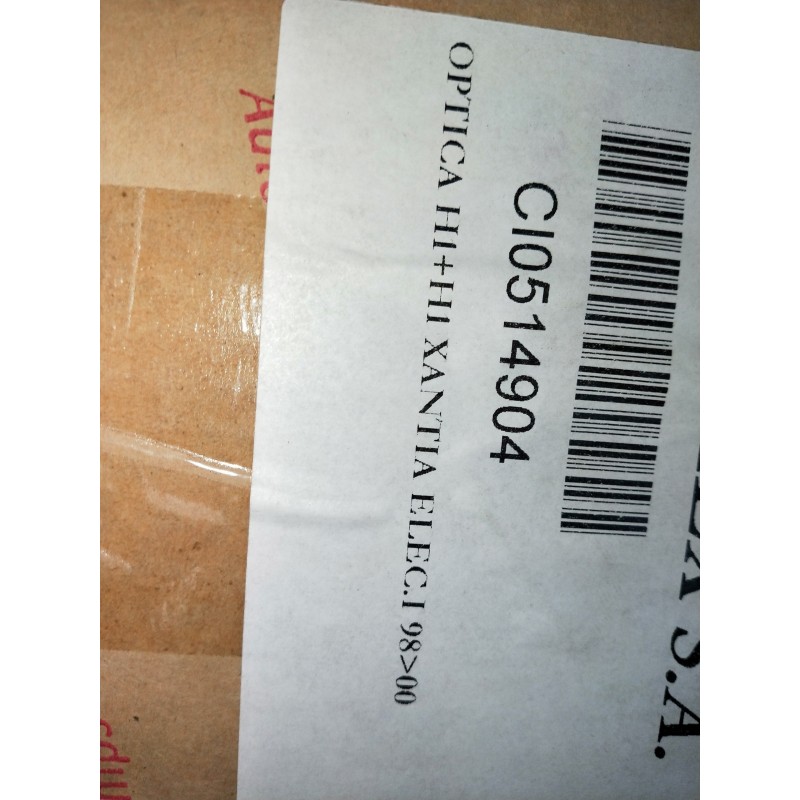 S.A.
CI0514904
OPTICA H1+H1 XANTIA ELEC.I 98>00